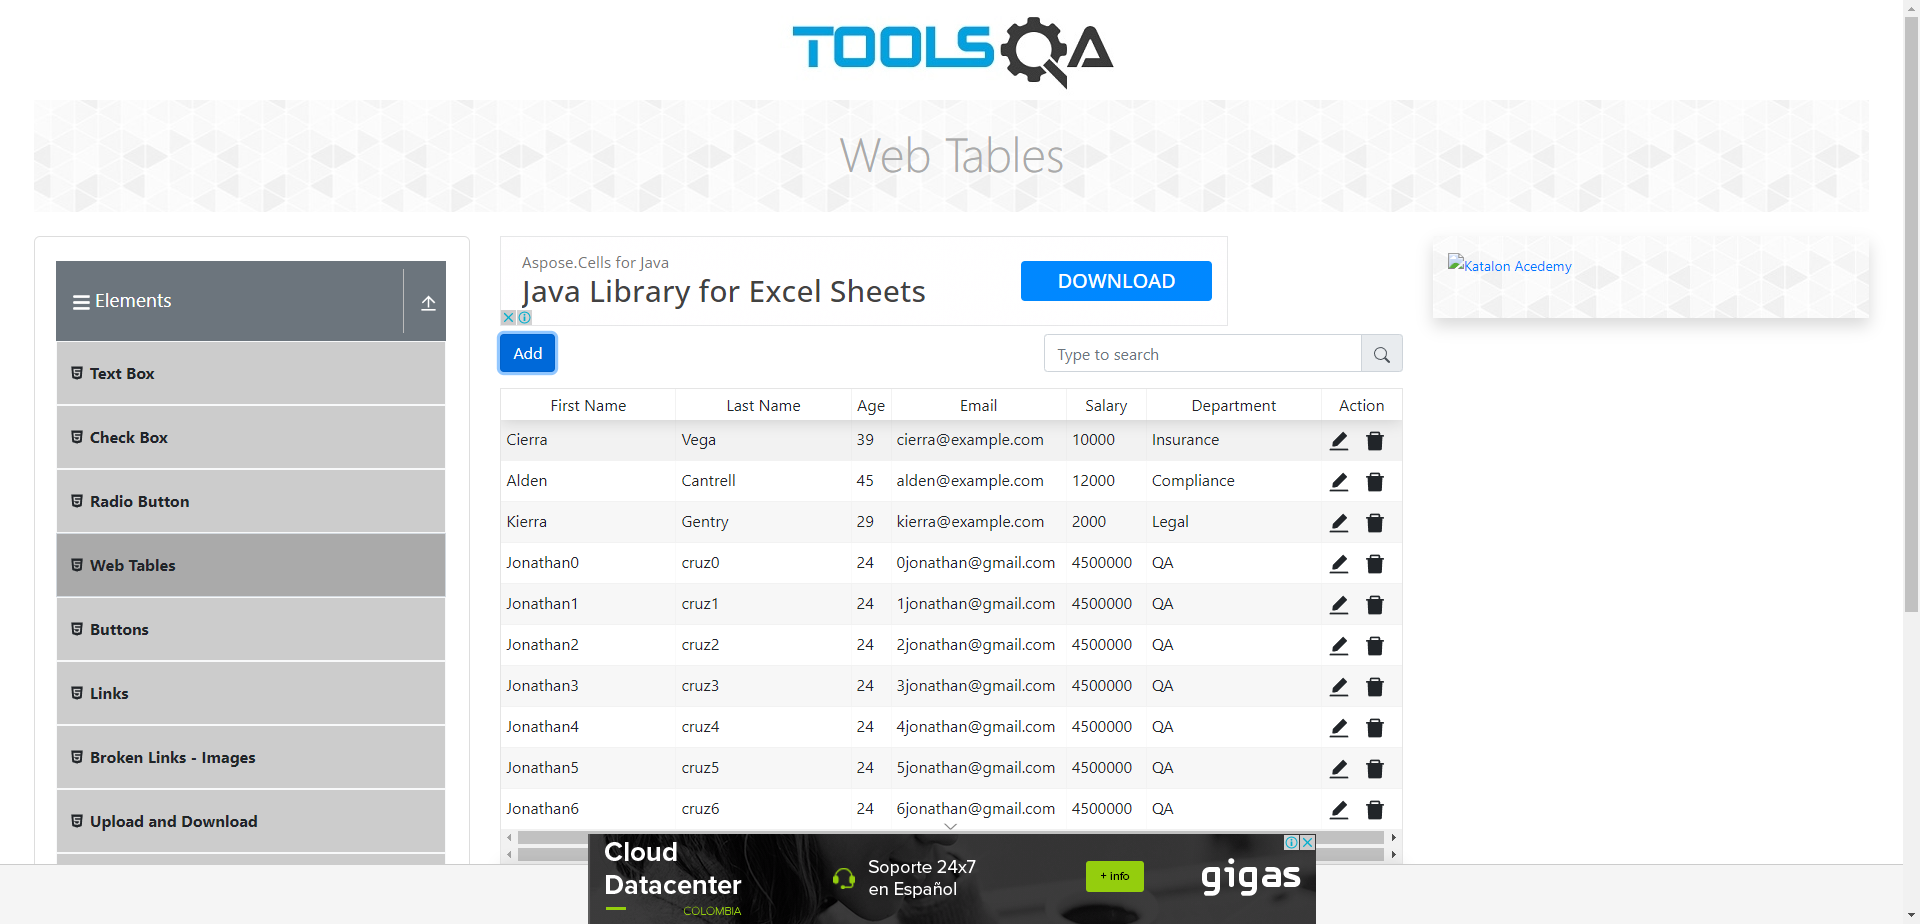 TOOLSQA
Web Tables
Elements
Text Box
Check Box
Radio Button
Web Tables
Buttons
Links
Broken Links - Images
Upload and Download
Aspose.Cells for Java
Java Library for Excel Sheets
DOWNLOAD
Add
Type to search
First Name Last Name Age Email Salary Department Action
Cierra Vega 39 cierra@example.com 10000 Insurance
Alden Cantrell 45 alden@example.com 12000 Compliance
Kierra Gentry 29 kierra@example.com 2000 Legal
Jonathan0 cruz0 24 0jonathan@gmail.com 4500000 QA
Jonathan1 cruz1 24 1jonathan@gmail.com 4500000 QA
Jonathan2 cruz2 24 2jonathan@gmail.com 4500000 QA
Jonathan3 cruz3 24 3jonathan@gmail.com 4500000 QA
Jonathan4 cruz4 24 4jonathan@gmail.com 4500000 QA
Jonathan5 cruz5 24 5jonathan@gmail.com 4500000 QA
Jonathan6 cruz6 24 6jonathan@gmail.com 4500000 QA
Katalon Acedemy
Cloud
Datacenter
COLOMBIA
Soporte 24x7
en Español
+ info
gigas